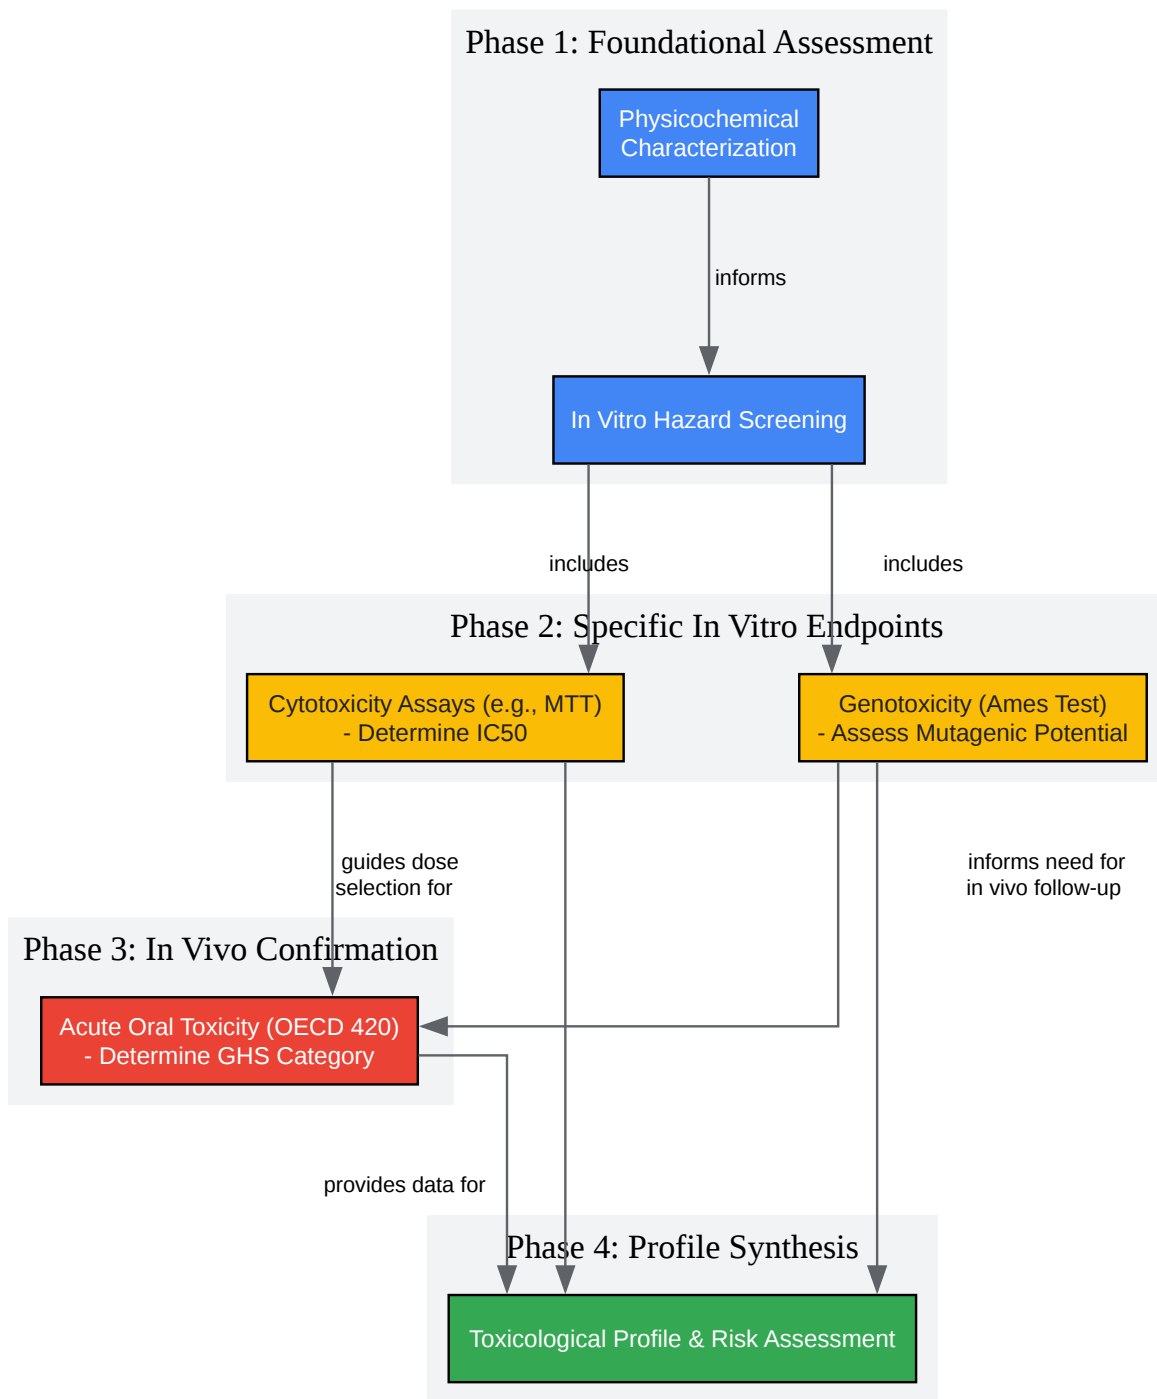 Phase 1: Foundational Assessment
Physicochemical
Characterization
informs
In Vitro Hazard Screening
includes
includes
Phase 2: Specific In Vitro Endpoints
Cytotoxicity Assays (e.g., MTT)
- Determine IC50
Genotoxicity (Ames Test)
- Assess Mutagenic Potential
guides dose
selection for
informs need for
in vivo follow-up
Phase 3: In Vivo Confirmation
Acute Oral Toxicity (OECD 420)
- Determine GHS Category
provides data for
Phase 4: Profile Synthesis
Toxicological Profile & Risk Assessment